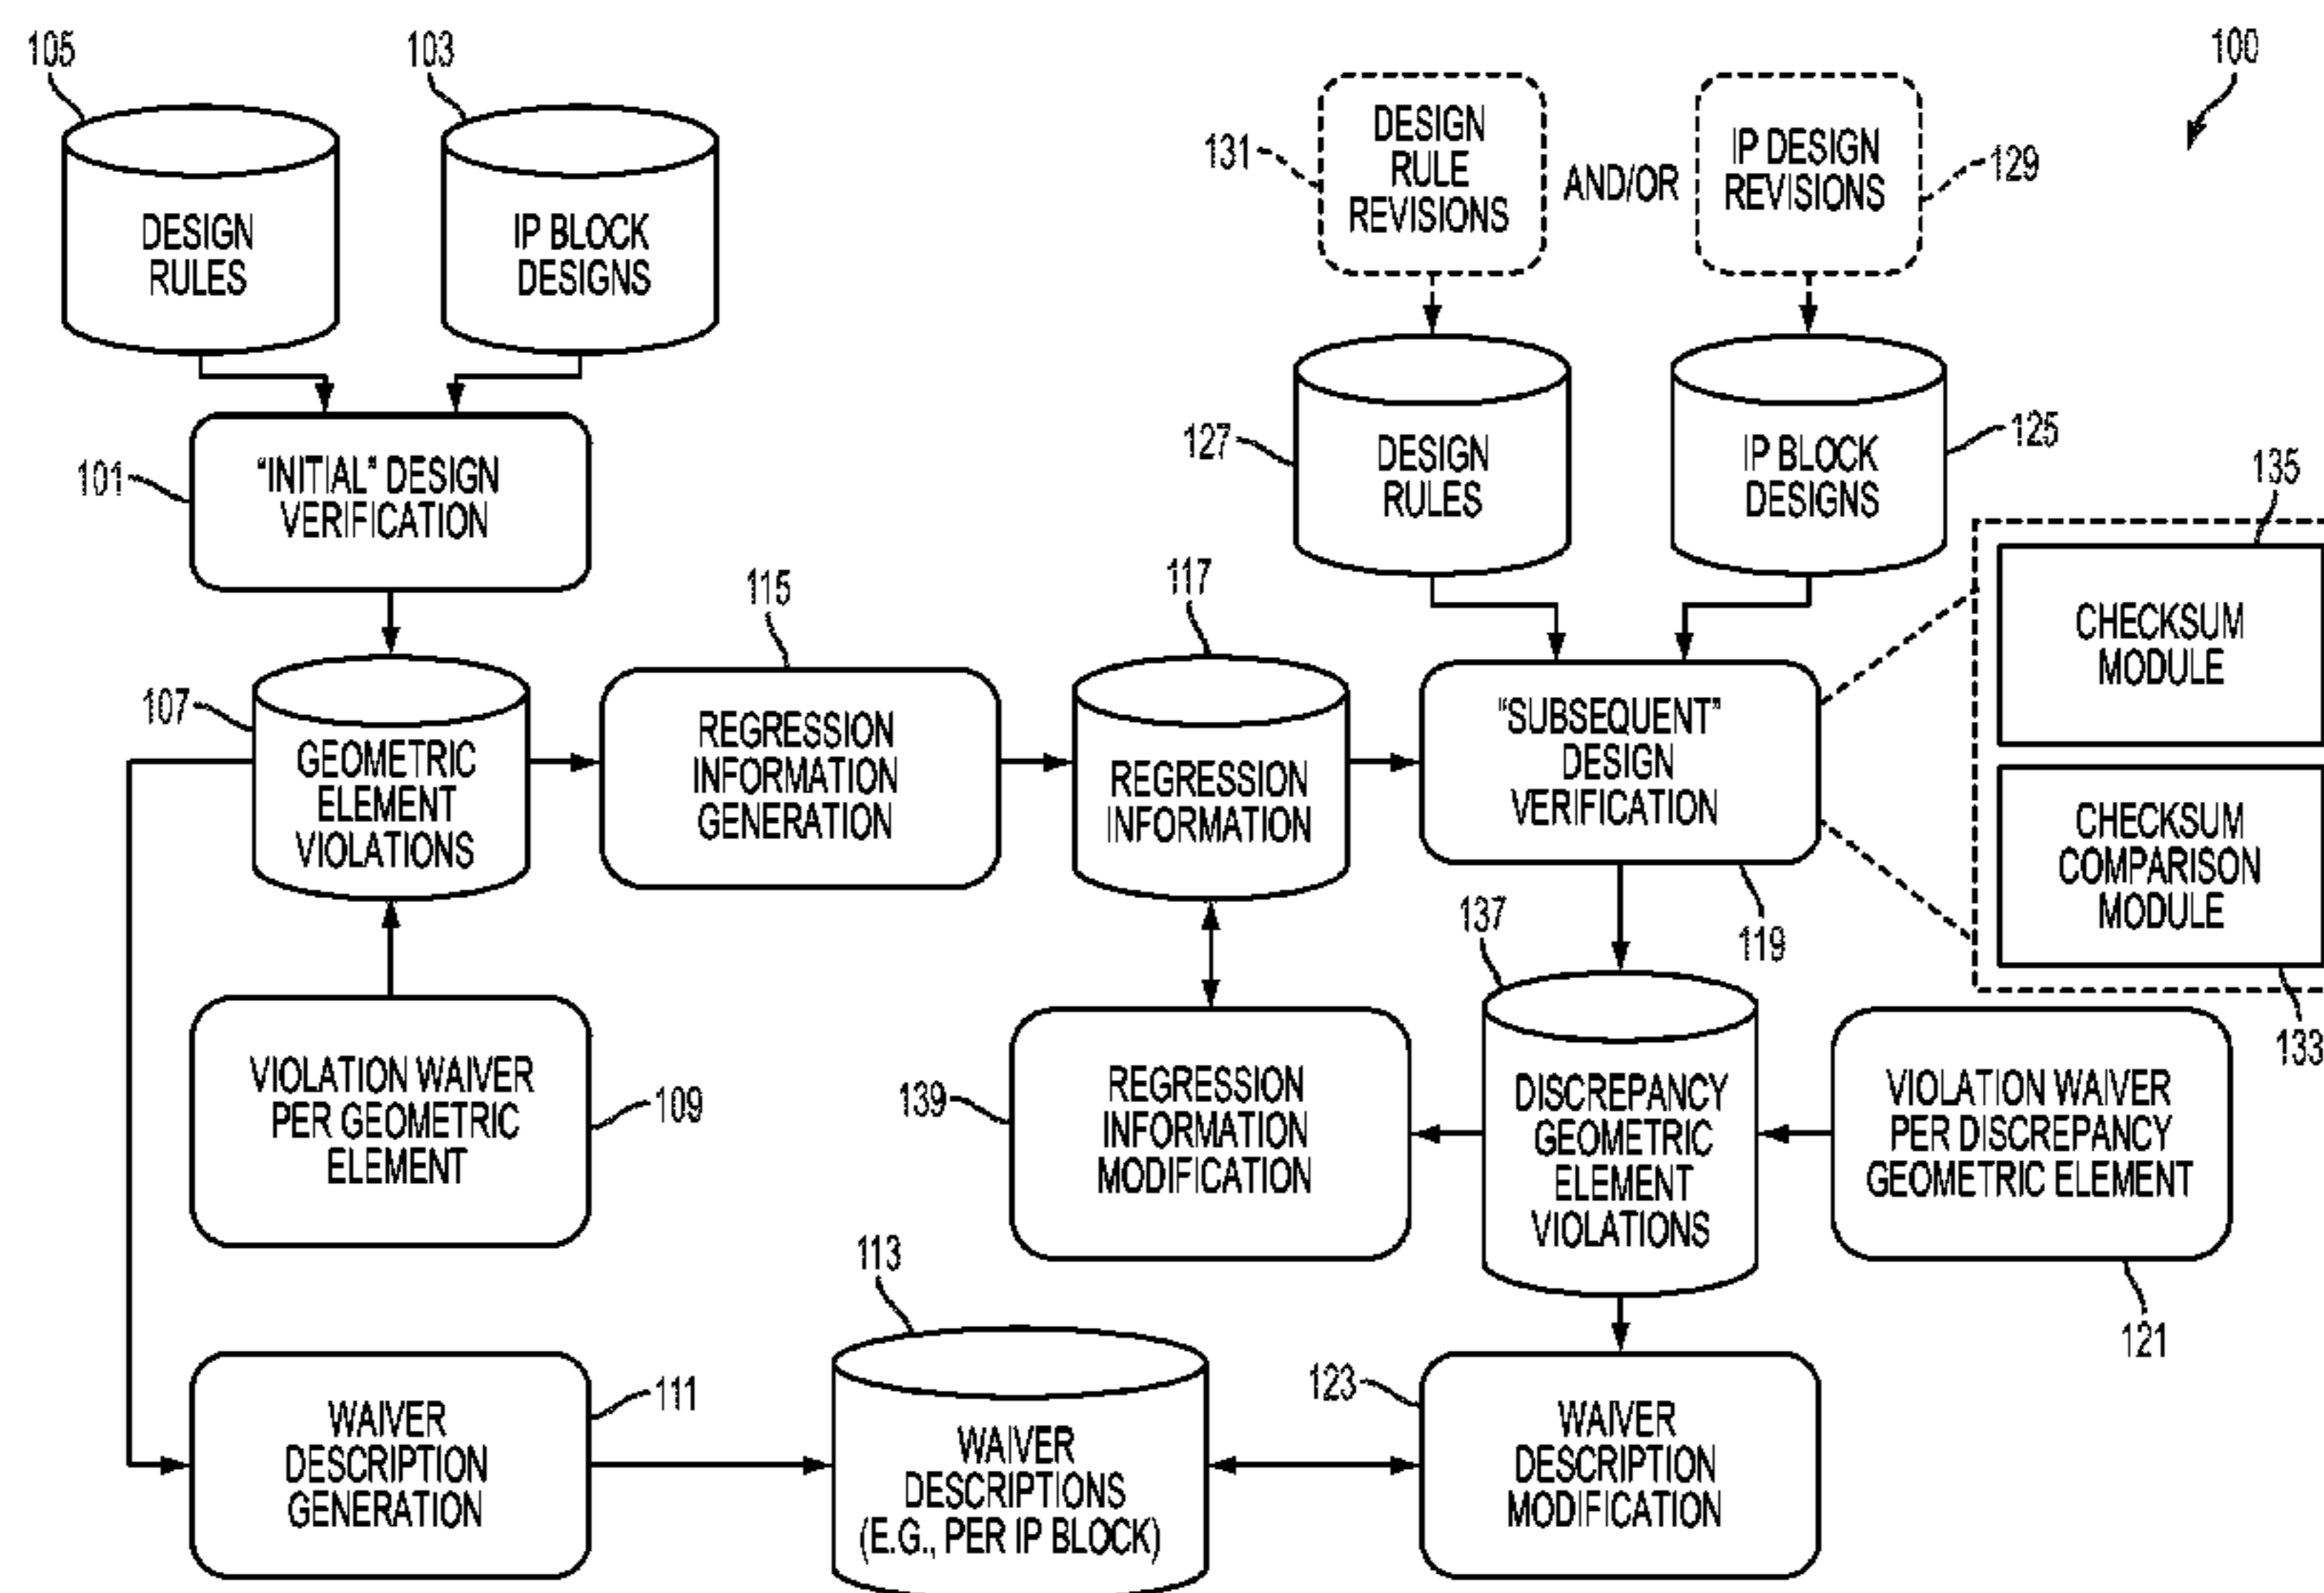 105
103
100
DESIGN
RULES
IP BLOCK
DESIGNS
131
DESIGN
RULE
REVISIONS
AND/OR
IP DESIGN
REVISIONS
129
101
"INITIAL" DESIGN
VERIFICATION
127
DESIGN
RULES
IP BLOCK
DESIGNS
125
135
107
GEOMETRIC
ELEMENT
VIOLATIONS
115
REGRESSION
INFORMATION
GENERATION
117
REGRESSION
INFORMATION
"SUBSEQUENT"
DESIGN
VERIFICATION
119
CHECKSUM
MODULE
CHECKSUM
COMPARISON
MODULE
133
VIOLATION WAIVER
PER GEOMETRIC
ELEMENT
109
139
REGRESSION
INFORMATION
MODIFICATION
137
DISCREPANCY
GEOMETRIC
ELEMENT
VIOLATIONS
VIOLATION WAIVER
PER DISCREPANCY
GEOMETRIC ELEMENT
121
WAIVER
DESCRIPTION
GENERATION
111
113
WAIVER
DESCRIPTIONS
(E.G., PER IP BLOCK)
123
WAIVER
DESCRIPTION
MODIFICATION